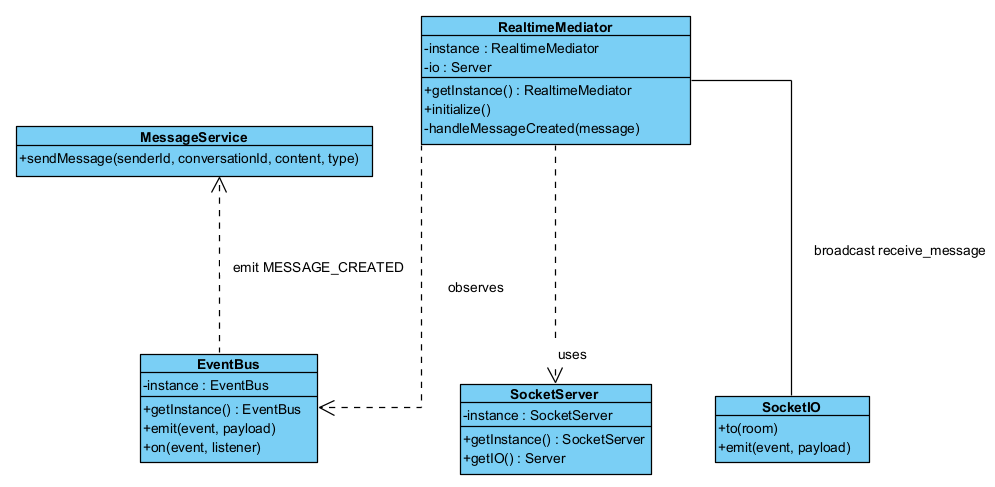 RealtimeMediator
-instance : RealtimeMediator
-io : Server
+getInstance() : RealtimeMediator
+initialize()
-handleMessageCreated(message)
MessageService
+sendMessage(senderId, conversationId, content, type)
broadcast receive_message
emit MESSAGE_CREATED
observes
uses
EventBus
-instance : EventBus
+getInstance() : EventBus
+emit(event, payload)
+on(event, listener)
SocketServer
-instance : SocketServer
+getInstance() : SocketServer
+getIO() : Server
SocketIO
+to(room)
+emit(event, payload)